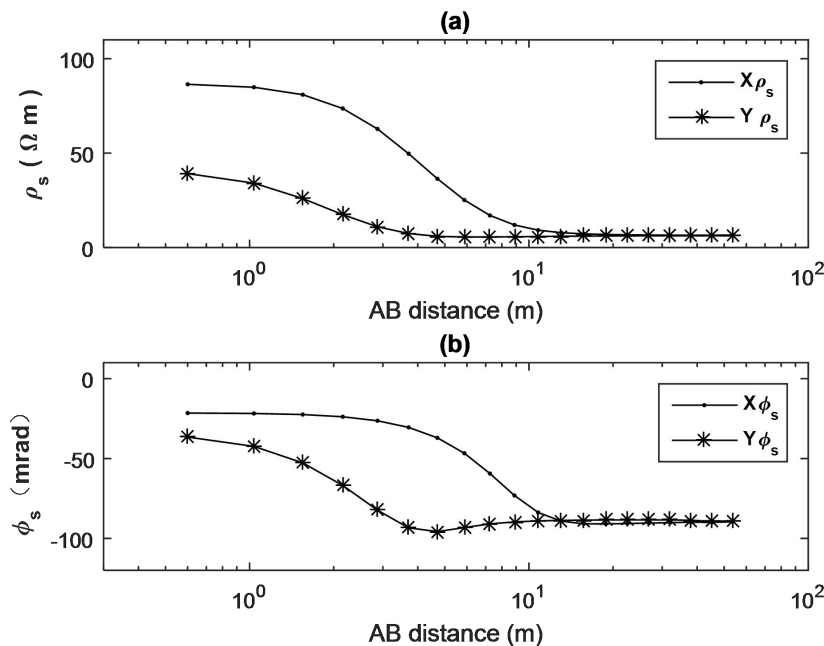 (a)
100
50
0
ρs ( Ω m )
Xρs
Y ρs
10^0
10^1
10^2
AB distance (m)
(b)
0
-50
-100
ϕs（mrad）
Xϕs
Yϕs
10^0
10^1
10^2
AB distance (m)